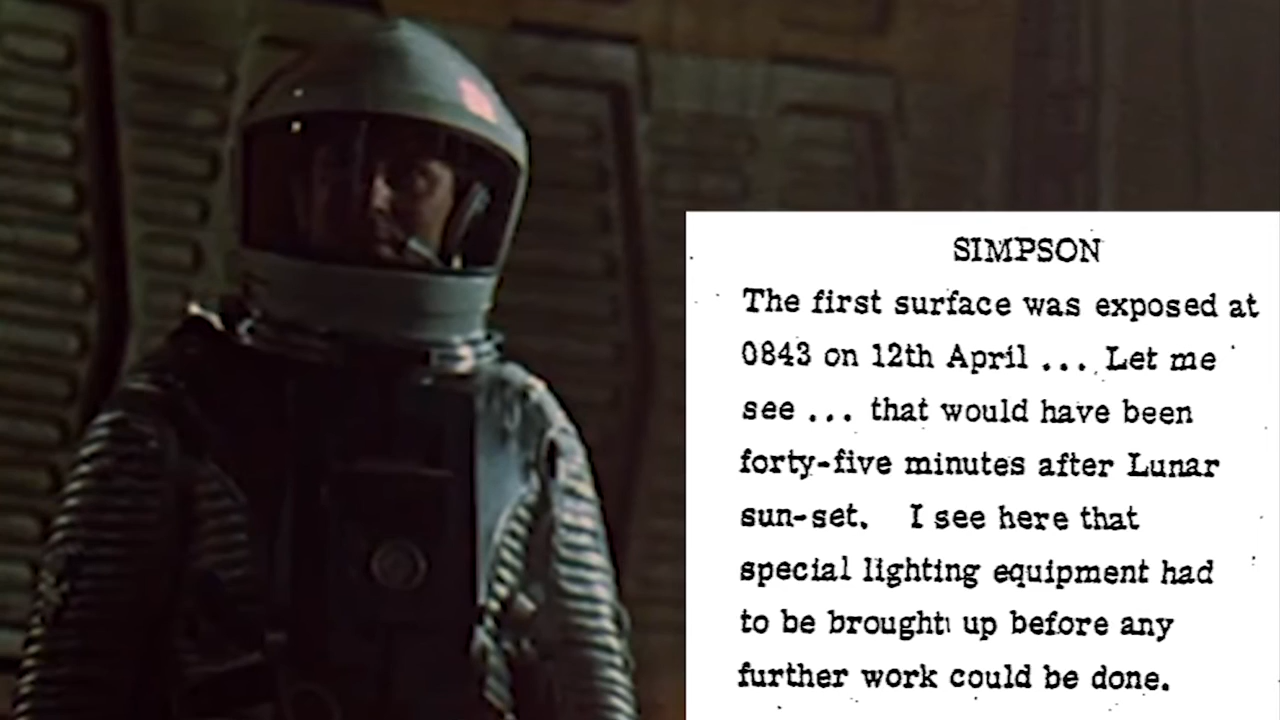 SIMPSON
The first surface was exposed at
0843 on 12th April ... Let me
see ... that would have been
forty-five minutes after Lunar
sun-set. I see here that
special lighting equipment had
to be brought up before any
further work could be done.